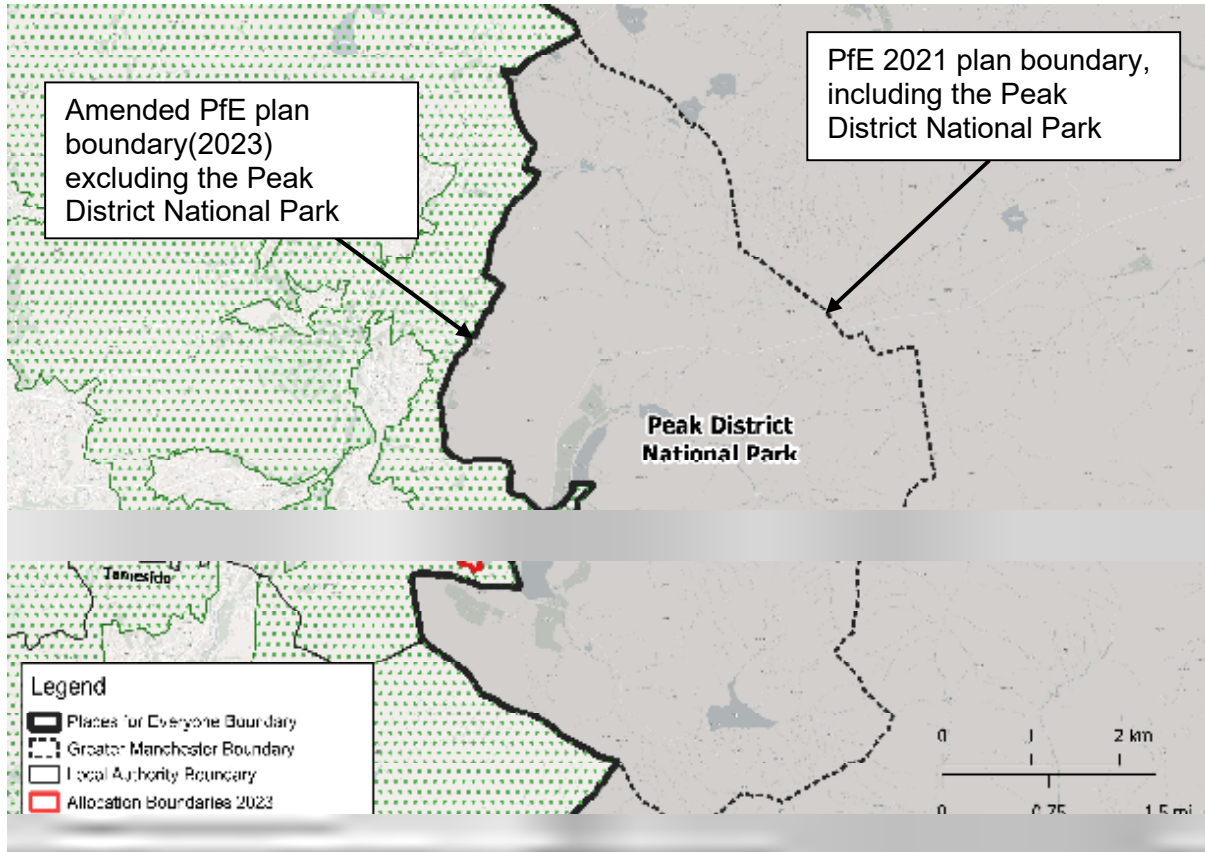 Amended PfE plan
boundary(2023)
excluding the Peak
District National Park
PfE 2021 plan boundary,
including the Peak
District National Park
Peak District
National Park
Tameside
Legend
Places for Everyone Boundary
Greater Manchester Boundary
Local Authority Boundary
Allocation Boundaries 2023
0 1 2 km
0 0.75 1.5 mi